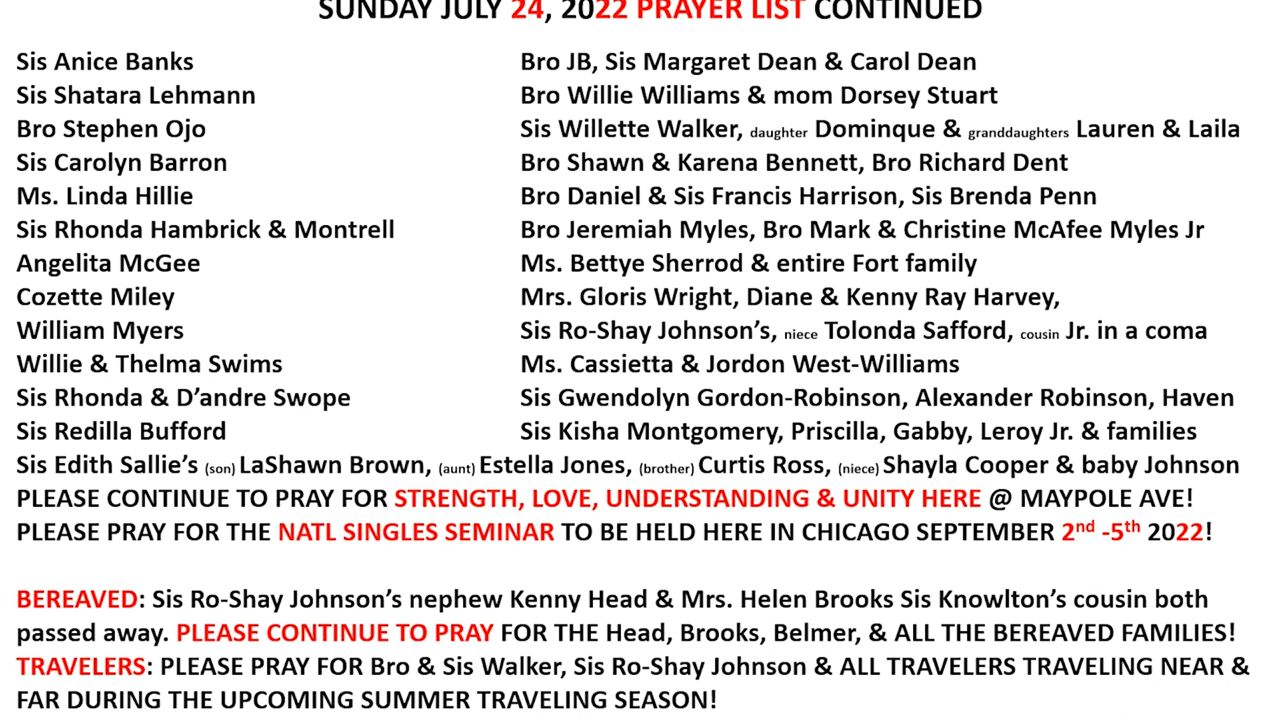 SUNDAY JULY 24, 2022 PRAYER LIST CONTINUED
Sis Anice Banks
Sis Shatara Lehmann
Bro Stephen Ojo
Sis Carolyn Barron
Ms. Linda Hillie
Sis Rhonda Hambrick & Montrell
Angelita McGee
Cozette Miley
William Myers
Willie & Thelma Swims
Sis Rhonda & D’andre Swope
Sis Redilla Bufford
Bro JB, Sis Margaret Dean & Carol Dean
Bro Willie Williams & mom Dorsey Stuart
Sis Willette Walker, daughter Dominque & granddaughters Lauren & Laila
Bro Shawn & Karena Bennett, Bro Richard Dent
Bro Daniel & Sis Francis Harrison, Sis Brenda Penn
Bro Jeremiah Myles, Bro Mark & Christine McAfee Myles Jr
Ms. Bettye Sherrod & entire Fort family
Mrs. Gloris Wright, Diane & Kenny Ray Harvey,
Sis Ro-Shay Johnson’s, niece Tolonda Safford, cousin Jr. in a coma
Ms. Cassietta & Jordon West-Williams
Sis Gwendolyn Gordon-Robinson, Alexander Robinson, Haven
Sis Kisha Montgomery, Priscilla, Gabby, Leroy Jr. & families
Sis Edith Sallie’s (son) LaShawn Brown, (aunt) Estella Jones, (brother) Curtis Ross, (niece) Shayla Cooper & baby Johnson
PLEASE CONTINUE TO PRAY FOR STRENGTH, LOVE, UNDERSTANDING & UNITY HERE @ MAYPOLE AVE!
PLEASE PRAY FOR THE NATL SINGLES SEMINAR TO BE HELD HERE IN CHICAGO SEPTEMBER 2nd -5th 2022!
BEREAVED: Sis Ro-Shay Johnson’s nephew Kenny Head & Mrs. Helen Brooks Sis Knowlton’s cousin both
passed away. PLEASE CONTINUE TO PRAY FOR THE Head, Brooks, Belmer, & ALL THE BEREAVED FAMILIES!
TRAVELERS: PLEASE PRAY FOR Bro & Sis Walker, Sis Ro-Shay Johnson & ALL TRAVELERS TRAVELING NEAR &
FAR DURING THE UPCOMING SUMMER TRAVELING SEASON!